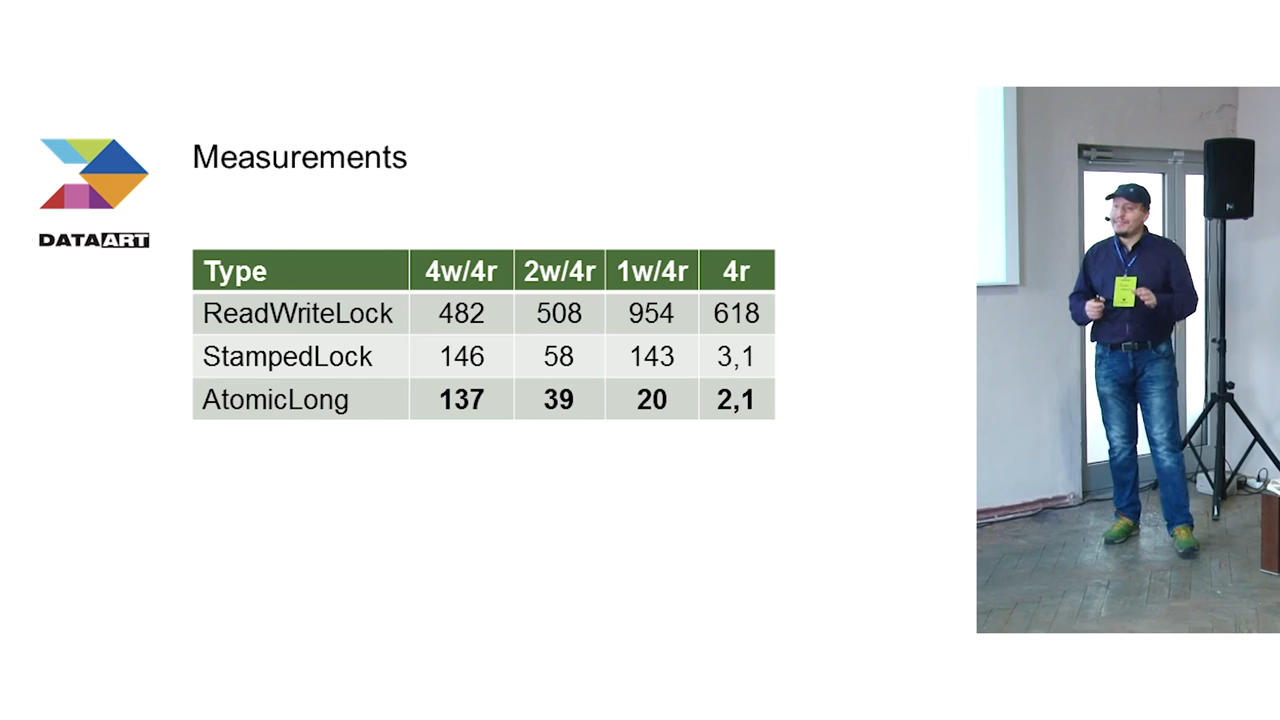 DATAART
Measurements
Type 4w/4r 2w/4r 1w/4r 4r
ReadWriteLock 482 508 954 618
StampedLock 146 58 143 3,1
AtomicLong 137 39 20 2,1